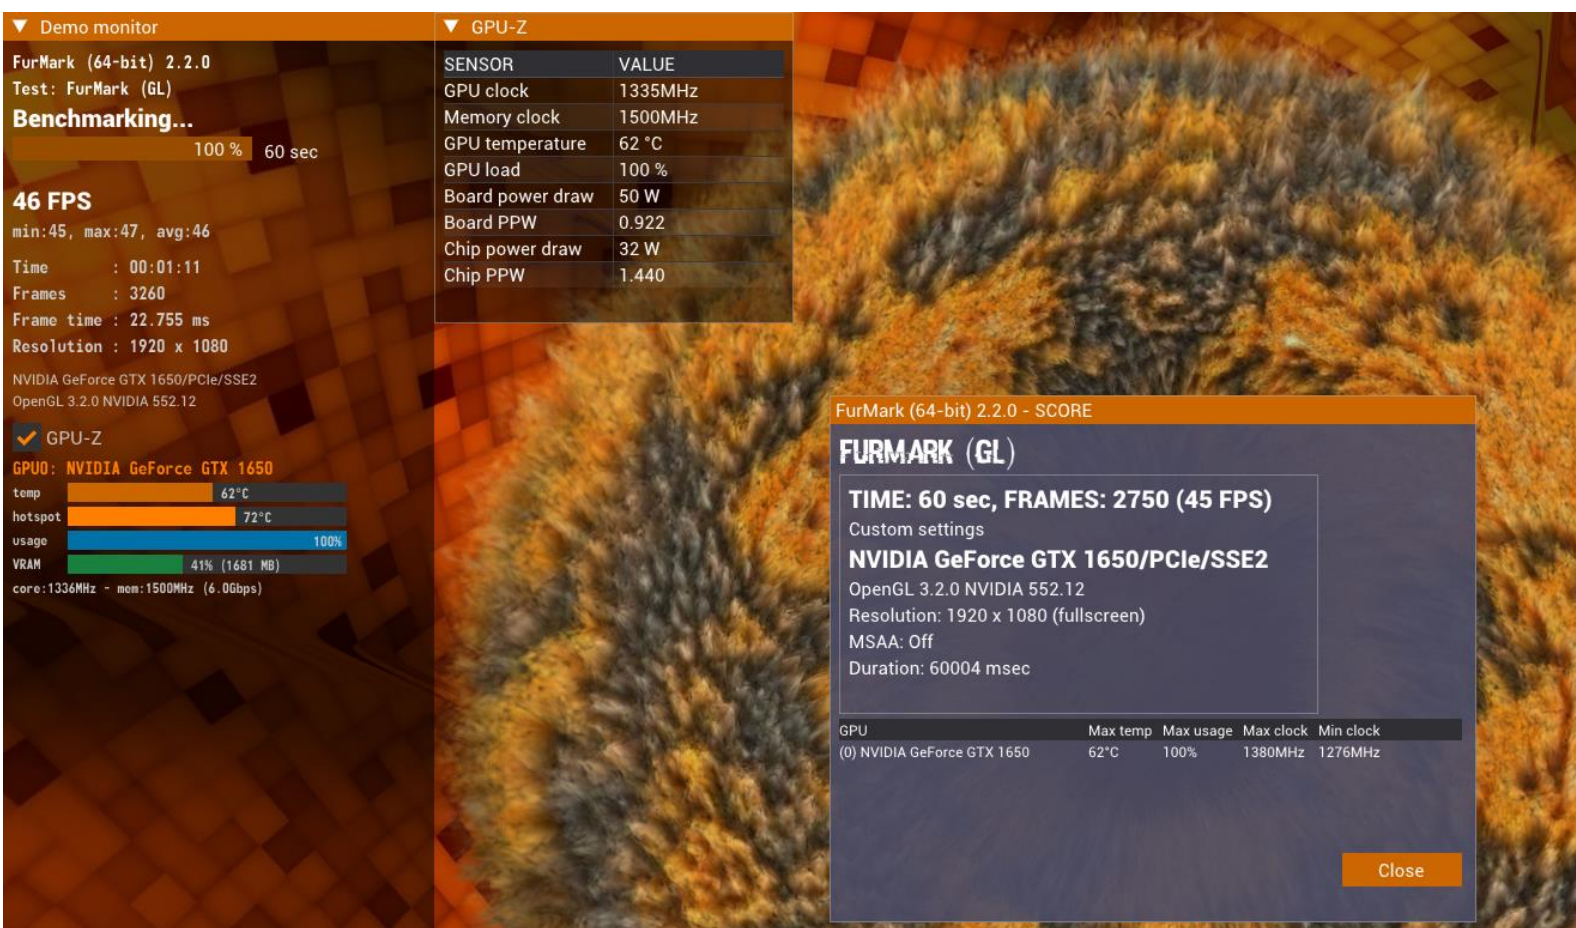 Demo monitor
FurMark (64-bit) 2.2.0
Test: FurMark (GL)
Benchmarking...
100 % 60 sec
46 FPS
min:45, max:47, avg:46
Time : 00:01:11
Frames : 3260
Frame time : 22.755 ms
Resolution : 1920 x 1080
NVIDIA GeForce GTX 1650/PCIe/SSE2
OpenGL 3.2.0 NVIDIA 552.12
GPU-Z
GPU0: NVIDIA GeForce GTX 1650
temp 62°C
hotspot 72°C
usage 100%
VRAM 41% (1681 MB)
core:1336MHz - mem:1500MHz (6.0Gbps)
GPU-Z
SENSOR VALUE
GPU clock 1335MHz
Memory clock 1500MHz
GPU temperature 62 °C
GPU load 100 %
Board power draw 50 W
Board PPW 0.922
Chip power draw 32 W
Chip PPW 1.440
FurMark (64-bit) 2.2.0 - SCORE
FURMARK (GL)
TIME: 60 sec, FRAMES: 2750 (45 FPS)
Custom settings
NVIDIA GeForce GTX 1650/PCIe/SSE2
OpenGL 3.2.0 NVIDIA 552.12
Resolution: 1920 x 1080 (fullscreen)
MSAA: Off
Duration: 60004 msec
GPU Max temp Max usage Max clock Min clock
(0) NVIDIA GeForce GTX 1650 62°C 100% 1380MHz 1276MHz
Close